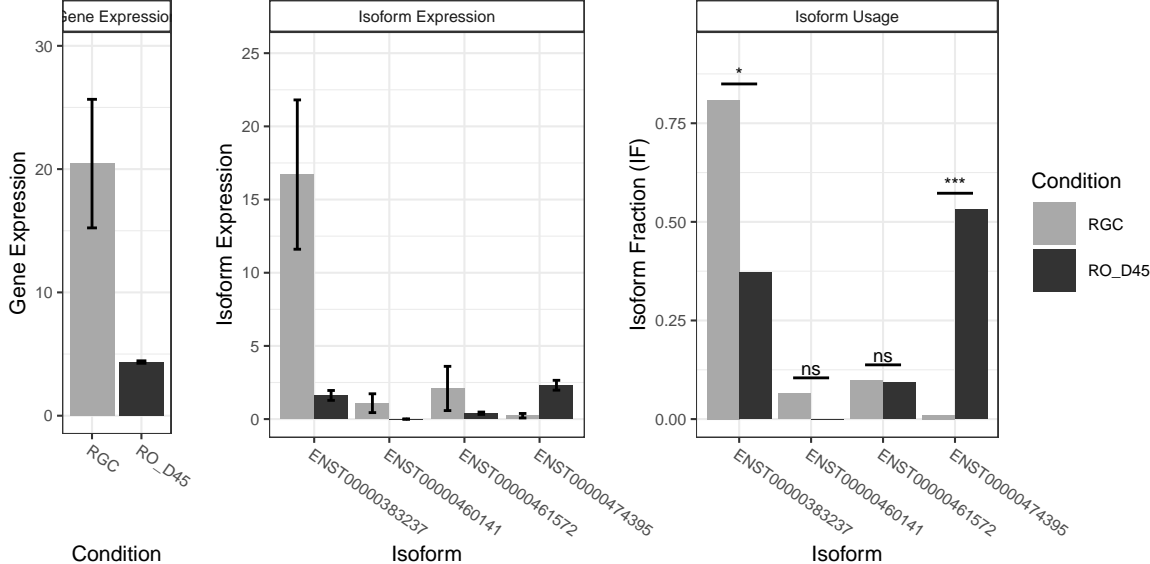 Gene Expression
Isoform Expression
Isoform Usage
Gene Expression
30
20
10
0
RGC
RO_D45
Condition
Isoform Expression
25
20
15
10
5
0
ENST00000383237
ENST00000460141
ENST00000461572
ENST00000474395
Isoform
Isoform Fraction (IF)
0.75
0.50
0.25
0.00
*
ns
ns
***
ENST00000383237
ENST00000460141
ENST00000461572
ENST00000474395
Isoform
Condition
RGC
RO_D45